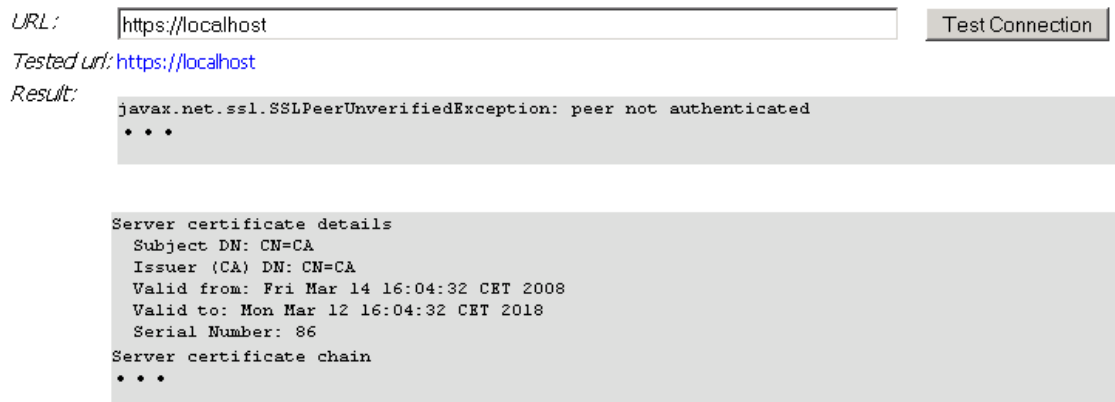 URL: https://localhost Test Connection
Tested url: https://localhost
Result:
javax.net.ssl.SSLPeerUnverifiedException: peer not authenticated
• • •
Server certificate details
Subject DN: CN=CA
Issuer (CA) DN: CN=CA
Valid from: Fri Mar 14 16:04:32 CET 2008
Valid to: Mon Mar 12 16:04:32 CET 2018
Serial Number: 86
Server certificate chain
• • •